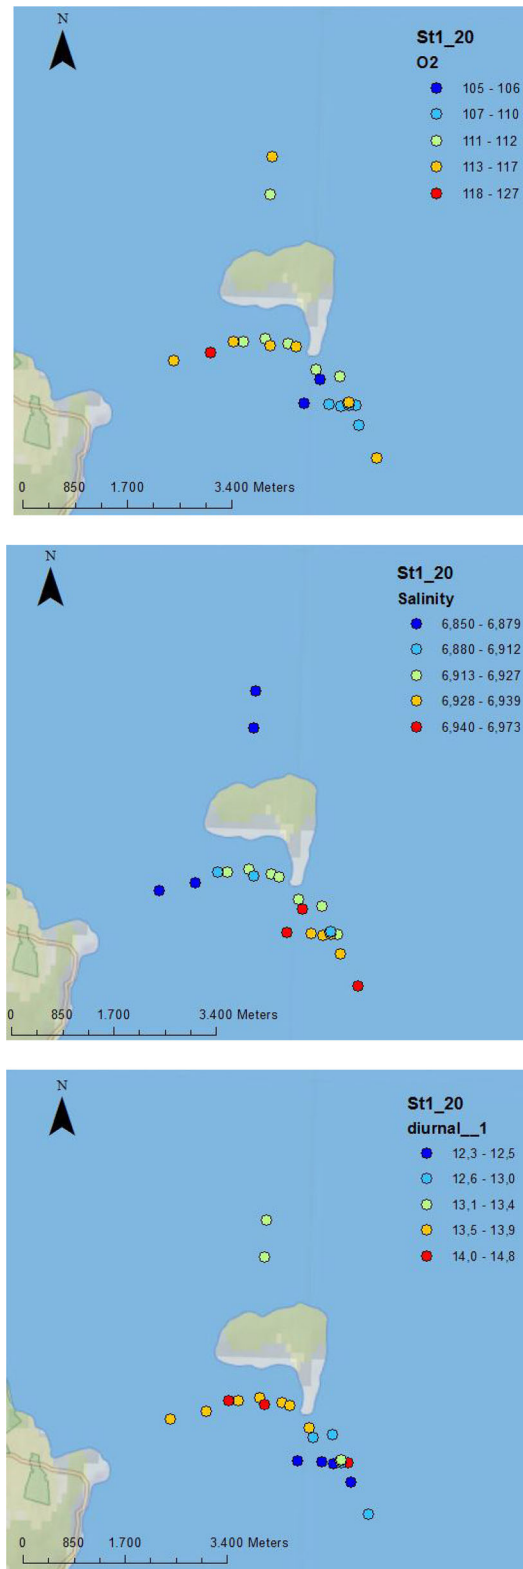 N
St1_20
O2
105 - 106
107 - 110
111 - 112
113 - 117
118 - 127
0 850 1.700 3.400 Meters
N
St1_20
Salinity
6,850 - 6,879
6,880 - 6,912
6,913 - 6,927
6,928 - 6,939
6,940 - 6,973
0 850 1.700 3.400 Meters
N
St1_20
diurnal__1
12,3 - 12,5
12,6 - 13,0
13,1 - 13,4
13,5 - 13,9
14,0 - 14,8
0 850 1.700 3.400 Meters